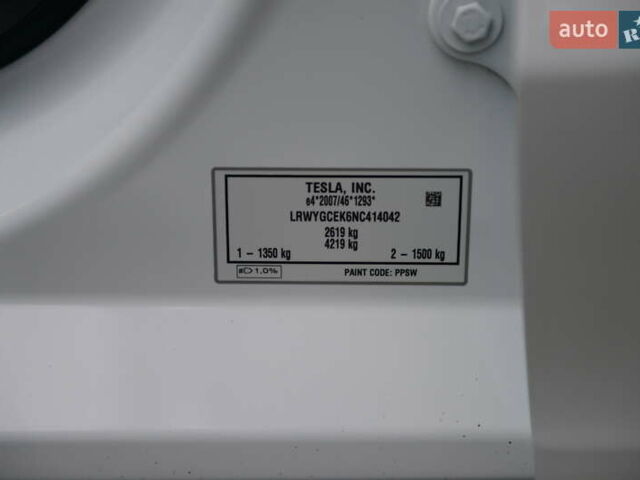 auto
R
TESLA, INC.
e4*2007/46*1293*
LRWYGCEK6NC414042
2619 kg
4219 kg
1 – 1350 kg 2 – 1500 kg
1,0% PAINT CODE: PPSW